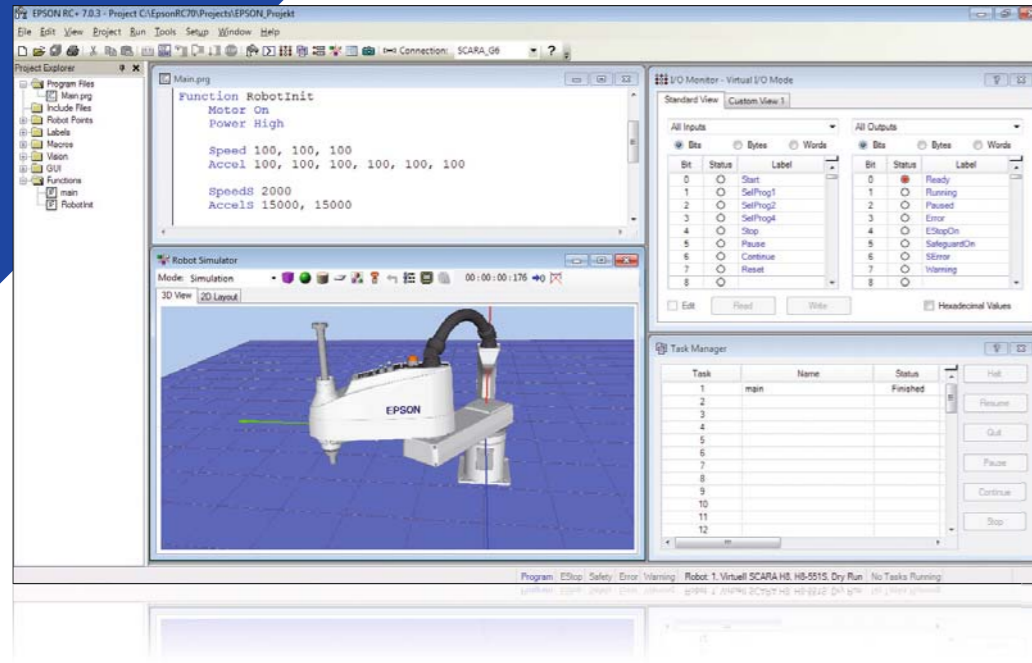 EPSON RC+ 7.0.3 - Project C:\EpsonRC70\Projects\EPSON_Projekt
File Edit View Project Run Tools Setup Window Help
Connection: SCARA_G6
Project Explorer
Program Files
Main.prg
Include Files
Robot Points
Labels
Macros
Vision
GUI
Functions
main
RobotInit
Main.prg
Function RobotInit
Motor On
Power High
Speed 100, 100, 100
Accel 100, 100, 100, 100, 100, 100
SpeedS 2000
AccelS 15000, 15000
Robot Simulator
Mode: Simulation 00:00:00:176
3D View 2D Layout
EPSON
I/O Monitor - Virtual I/O Mode
Standard View Custom View 1
All Inputs
Bits Bytes Words
Bit Status Label
0 Start
1 SelProg1
2 SelProg2
3 SelProg4
4 Stop
5 Pause
6 Continue
7 Reset
8
All Outputs
Bits Bytes Words
Bit Status Label
0 Ready
1 Running
2 Paused
3 Error
4 EStopOn
5 SafeguardOn
6 SError
7 Warning
8
Edit Read Write Hexadecimal Values
Task Manager
Task Name Status
1 main Finished
2
3
4
5
6
7
8
9
10
11
12
Halt
Resume
Quit
Pause
Continue
Stop
Program EStop Safety Error Warning Robot: 1, Virtuell SCARA H8, H8-551S, Dry Run No Tasks Running